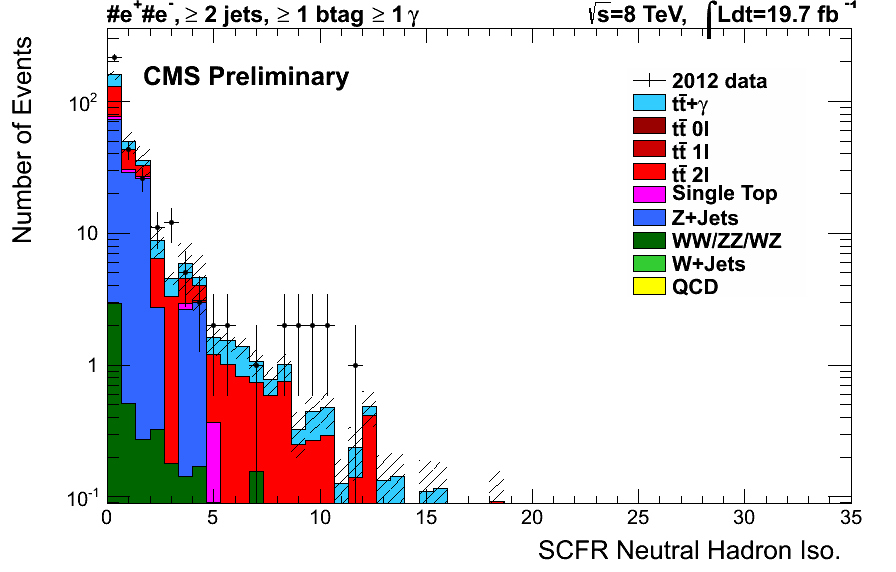 #e⁺#e⁻, ≥ 2 jets, ≥ 1 btag ≥ 1 γ
√s=8 TeV, ∫Ldt=19.7 fb⁻¹
CMS Preliminary
2012 data
tt̄+γ
tt̄ 0l
tt̄ 1l
tt̄ 2l
Single Top
Z+Jets
WW/ZZ/WZ
W+Jets
QCD
Number of Events
10²
10
1
10⁻¹
0 5 10 15 20 25 30 35
SCFR Neutral Hadron Iso.